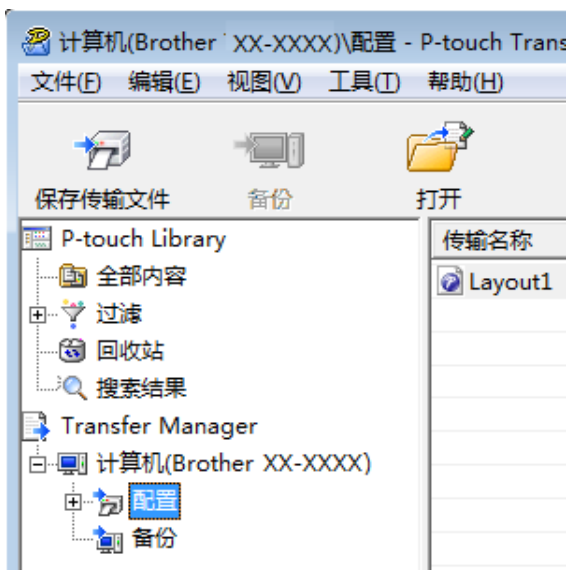 计算机(Brother XX-XXXX)\配置 - P-touch Trans
文件(F) 编辑(E) 视图(V) 工具(T) 帮助(H)
保存传输文件 备份 打开
P-touch Library
全部内容
过滤
回收站
搜索结果
Transfer Manager
计算机(Brother XX-XXXX)
配置
备份
传输名称
Layout1